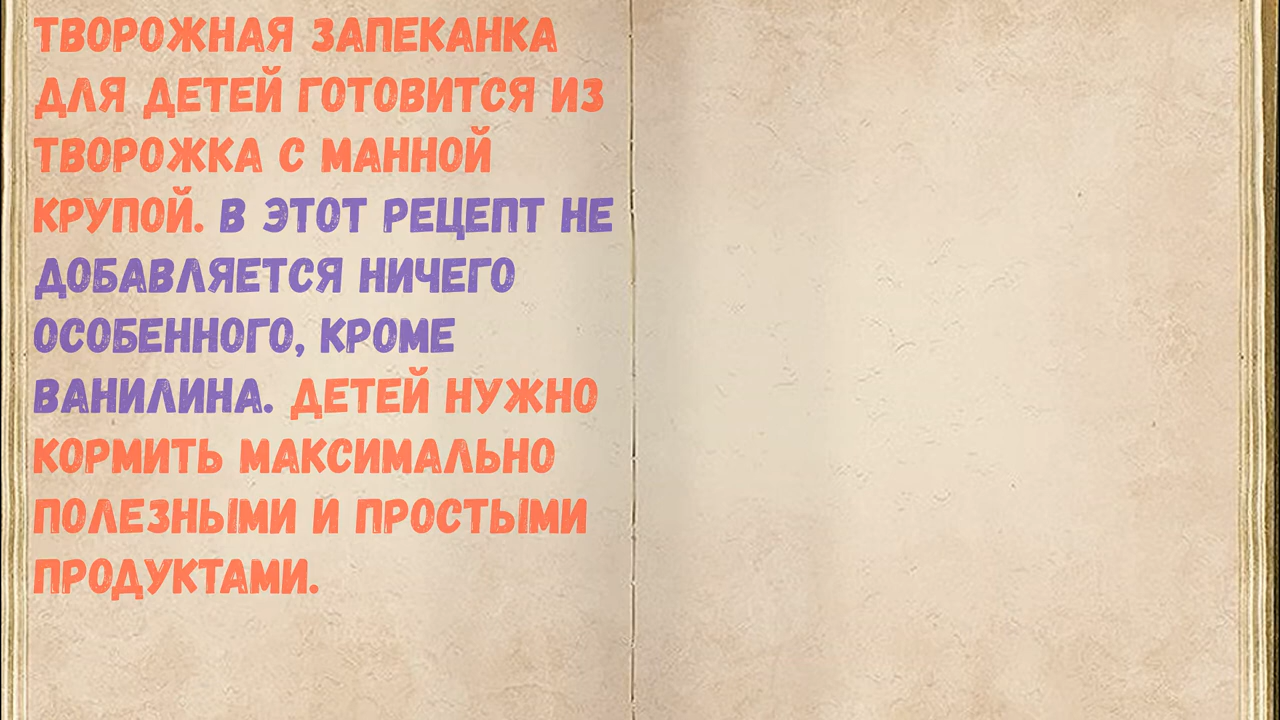 ТВОРОЖНАЯ ЗАПЕКАНКА
ДЛЯ ДЕТЕЙ ГОТОВИТСЯ ИЗ
ТВОРОЖКА С МАННОЙ
КРУПОЙ. В ЭТОТ РЕЦЕПТ НЕ
ДОБАВЛЯЕТСЯ НИЧЕГО
ОСОБЕННОГО, КРОМЕ
ВАНИЛИНА. ДЕТЕЙ НУЖНО
КОРМИТЬ МАКСИМАЛЬНО
ПОЛЕЗНЫМИ И ПРОСТЫМИ
ПРОДУКТАМИ.